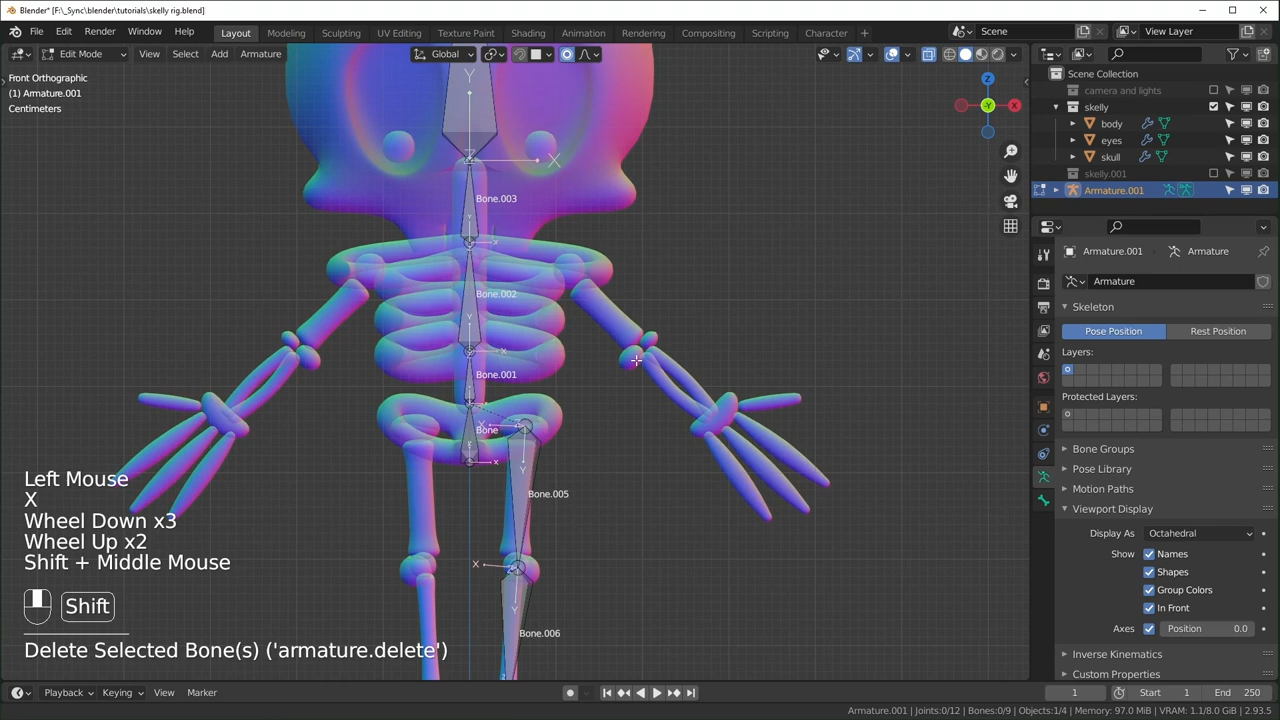 Blender* [F:\_Sync\blender\tutorials\skelly rig.blend]
File Edit Render Window Help Layout Modeling Sculpting UV Editing Texture Paint Shading Animation Rendering Compositing Scripting Character + Scene View Layer
Edit Mode View Select Add Armature Global
Front Orthographic
(1) Armature.001
Centimeters
Y
Z
X
-Y
X
Bone.003
Y
X
Bone.002
Y
X
Bone.001
X
Bone
Y
X
Y
Bone.005
X
Y
Bone.006
Scene Collection
camera and lights
skelly
body
eyes
skull
skelly.001
Armature.001
Armature.001 > Armature
Armature
Skeleton
Pose Position Rest Position
Layers:
Protected Layers:
Bone Groups
Pose Library
Motion Paths
Viewport Display
Display As Octahedral
Show Names
Shapes
Group Colors
In Front
Axes Position 0.0
Inverse Kinematics
Custom Properties
Left Mouse
X
Wheel Down x3
Wheel Up x2
Shift + Middle Mouse
Shift
Delete Selected Bone(s) ('armature.delete')
Playback Keying View Marker 1 Start 1 End 250
Armature.001 | Joints:0/12 | Bones:0/9 | Objects:1/4 | Memory: 97.0 MiB | VRAM: 1.1/8.0 GiB | 2.93.5